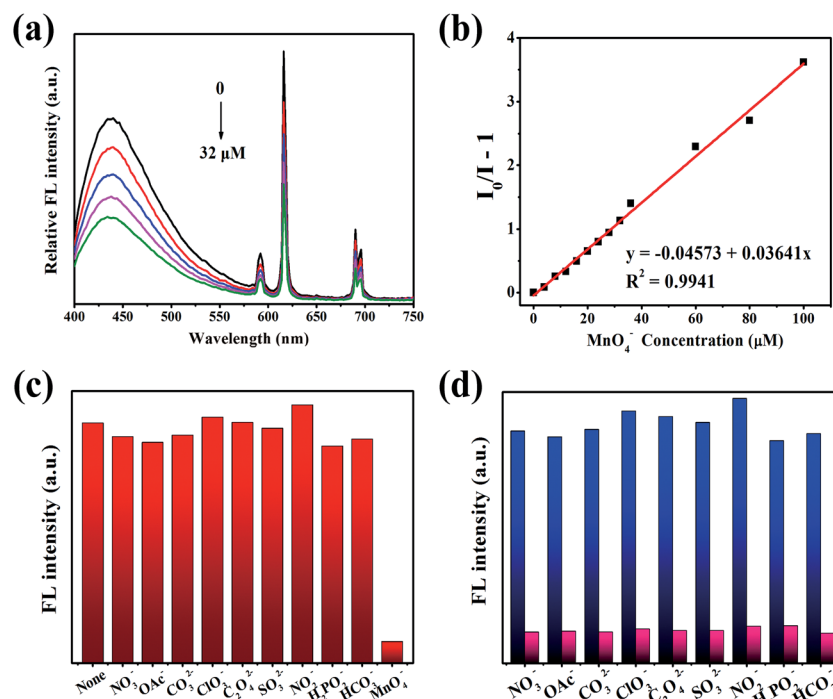 (a)
Relative FL intensity (a.u.)
0
32 μM
400 450 500 550 600 650 700 750
Wavelength (nm)
(b)
I₀/I - 1
4
3
2
1
0
y = -0.04573 + 0.03641x
R² = 0.9941
0 20 40 60 80 100
MnO₄⁻ Concentration (μM)
(c)
FL intensity (a.u.)
None NO₃⁻ OAc⁻ CO₃²⁻ ClO₄⁻ C₂O₄²⁻ SO₃²⁻ NO₂⁻ H₂PO₄⁻ HCO₃⁻ MnO₄⁻
(d)
FL intensity (a.u.)
NO₃⁻ OAc⁻ CO₃²⁻ ClO₄⁻ C₂O₄²⁻ SO₃²⁻ NO₂⁻ H₂PO₄⁻ HCO₃⁻